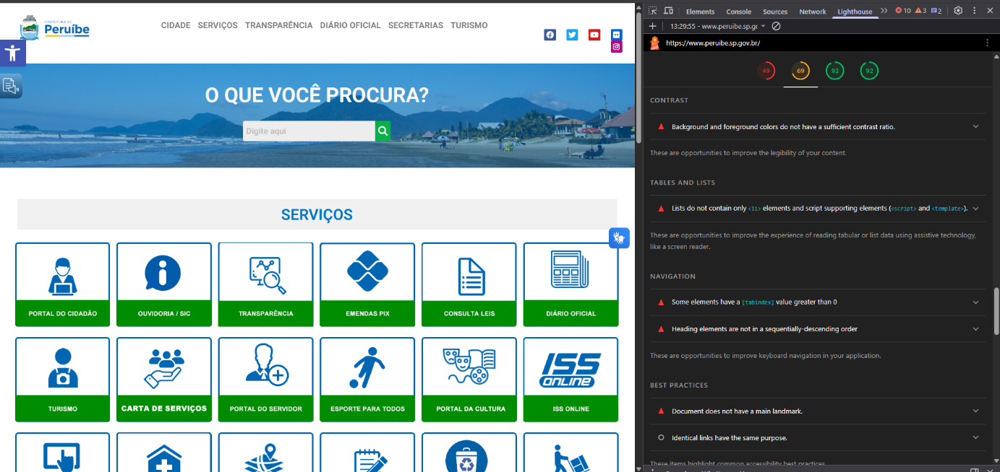 PREFEITURA DE
Peruíbe
CIDADE SERVIÇOS TRANSPARÊNCIA DIÁRIO OFICIAL SECRETARIAS TURISMO
O QUE VOCÊ PROCURA?
Digite aqui
SERVIÇOS
PORTAL DO CIDADÃO
OUVIDORIA / SIC
TRANSPARÊNCIA
EMENDAS PIX
CONSULTA LEIS
DIÁRIO OFICIAL
ISS
ONLINE
TURISMO
CARTA DE SERVIÇOS
PORTAL DO SERVIDOR
ESPORTE PARA TODOS
PORTAL DA CULTURA
ISS ONLINE
Elements Console Sources Network Lighthouse 10 3 2
13:29:55 - www.peruibe.sp.gc
https://www.peruibe.sp.gov.br/
49 69 92 92
CONTRAST
Background and foreground colors do not have a sufficient contrast ratio.
These are opportunities to improve the legibility of your content.
TABLES AND LISTS
Lists do not contain only <li> elements and script supporting elements (<script> and <template>).
These are opportunities to improve the experience of reading tabular or list data using assistive technology,
like a screen reader.
NAVIGATION
Some elements have a [tabindex] value greater than 0
Heading elements are not in a sequentially-descending order
These are opportunities to improve keyboard navigation in your application.
BEST PRACTICES
Document does not have a main landmark.
Identical links have the same purpose.
These items highlight common accessibility best practices.